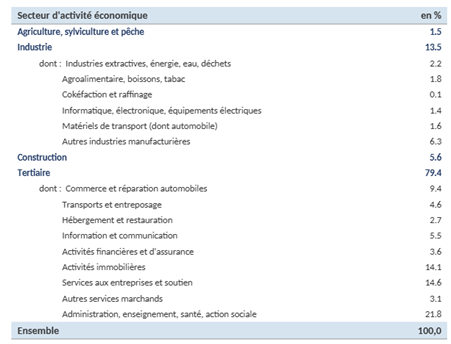 Secteur d'activité économique en %
Agriculture, sylviculture et pêche 1.5
Industrie 13.5
dont : Industries extractives, énergie, eau, déchets 2.2
Agroalimentaire, boissons, tabac 1.8
Cokéfaction et raffinage 0.1
Informatique, électronique, équipements électriques 1.4
Matériels de transport (dont automobile) 1.6
Autres industries manufacturières 6.3
Construction 5.6
Tertiaire 79.4
dont : Commerce et réparation automobiles 9.4
Transports et entreposage 4.6
Hébergement et restauration 2.7
Information et communication 5.5
Activités financières et d'assurance 3.6
Activités immobilières 14.1
Services aux entreprises et soutien 14.6
Autres services marchands 3.1
Administration, enseignement, santé, action sociale 21.8
Ensemble 100,0